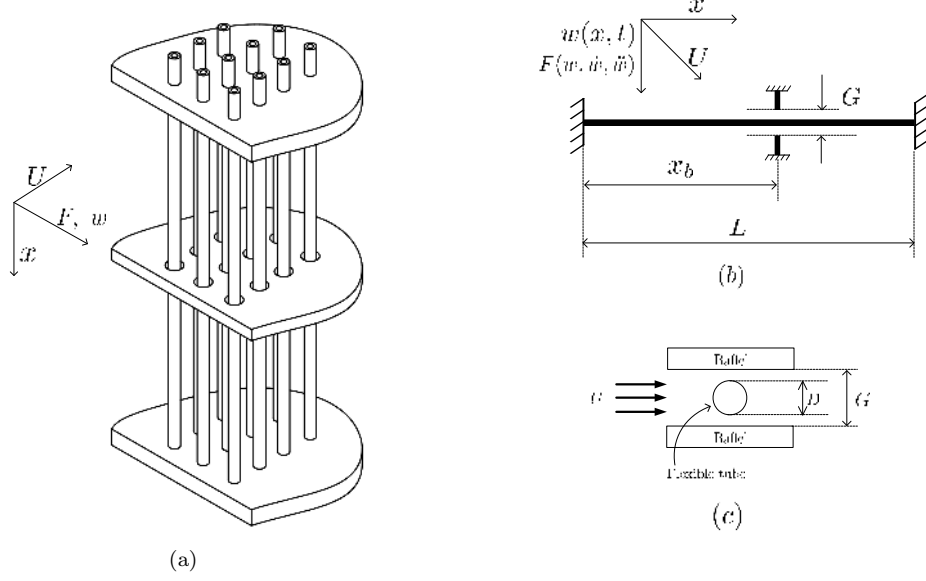 U
F, w
x
(a)
x
w(x, t)
F(w, ẇ, ẅ)
U
G
x_b
L
(b)
Baffle
U
D
G
Baffle
Flexible tube
(c)